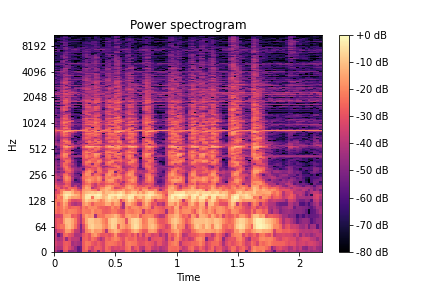 Power spectrogram
+0 dB
8192
-10 dB
4096
-20 dB
2048
-30 dB
1024
Hz
512
-40 dB
256
-50 dB
128
-60 dB
64
-70 dB
0
-80 dB
0
0.5
1
1.5
2
Time